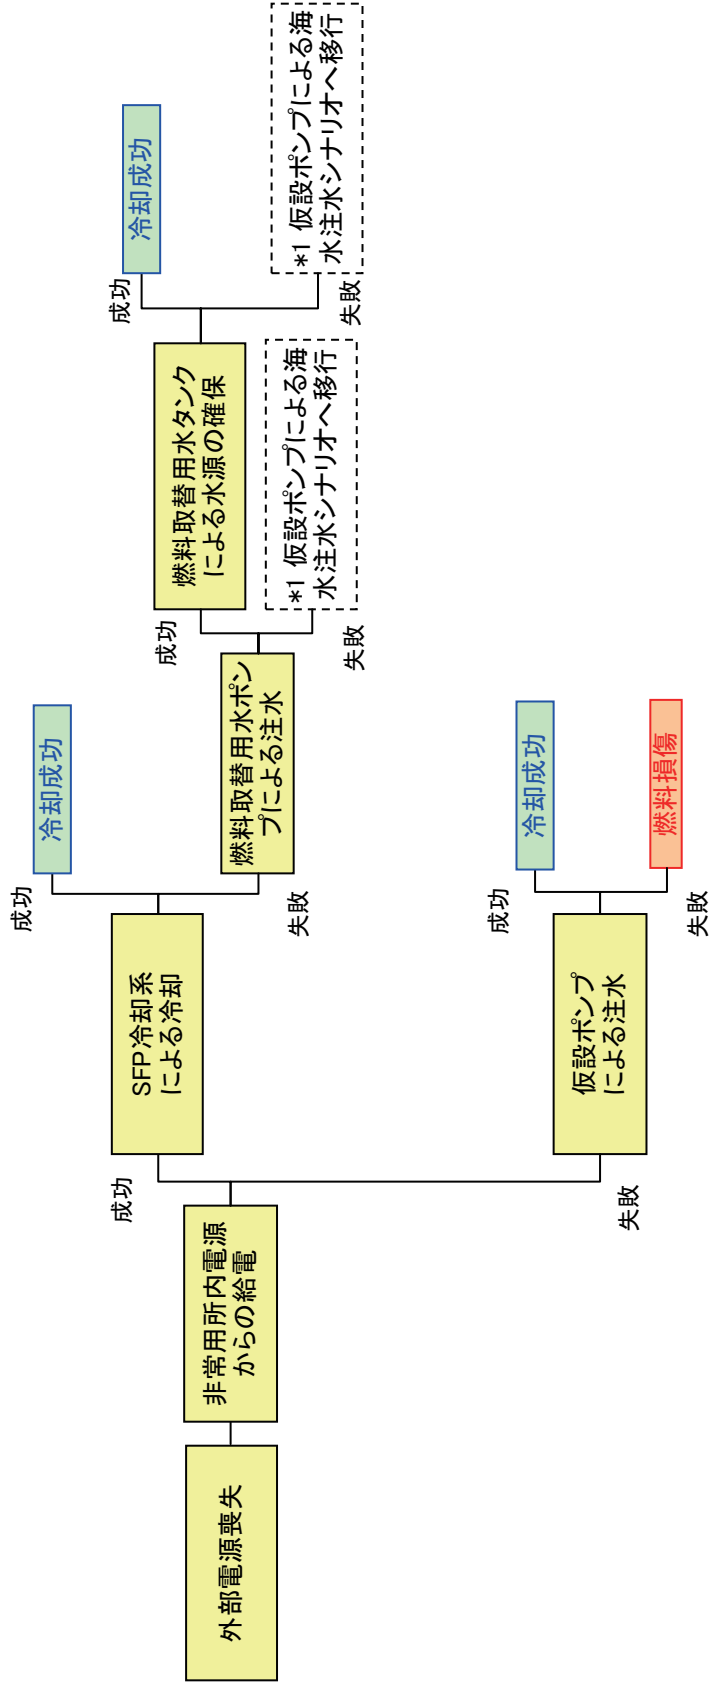 外部電源喪失
非常用所内電源
からの給電
成功
失敗
SFP冷却系
による冷却
成功
冷却成功
失敗
燃料取替用水ポン
プによる注水
成功
失敗
燃料取替用水タンク
による水源の確保
*1 仮設ポンプによる海
水注水シナリオへ移行
成功
冷却成功
失敗
*1 仮設ポンプによる海
水注水シナリオへ移行
仮設ポンプ
による注水
成功
冷却成功
失敗
燃料損傷